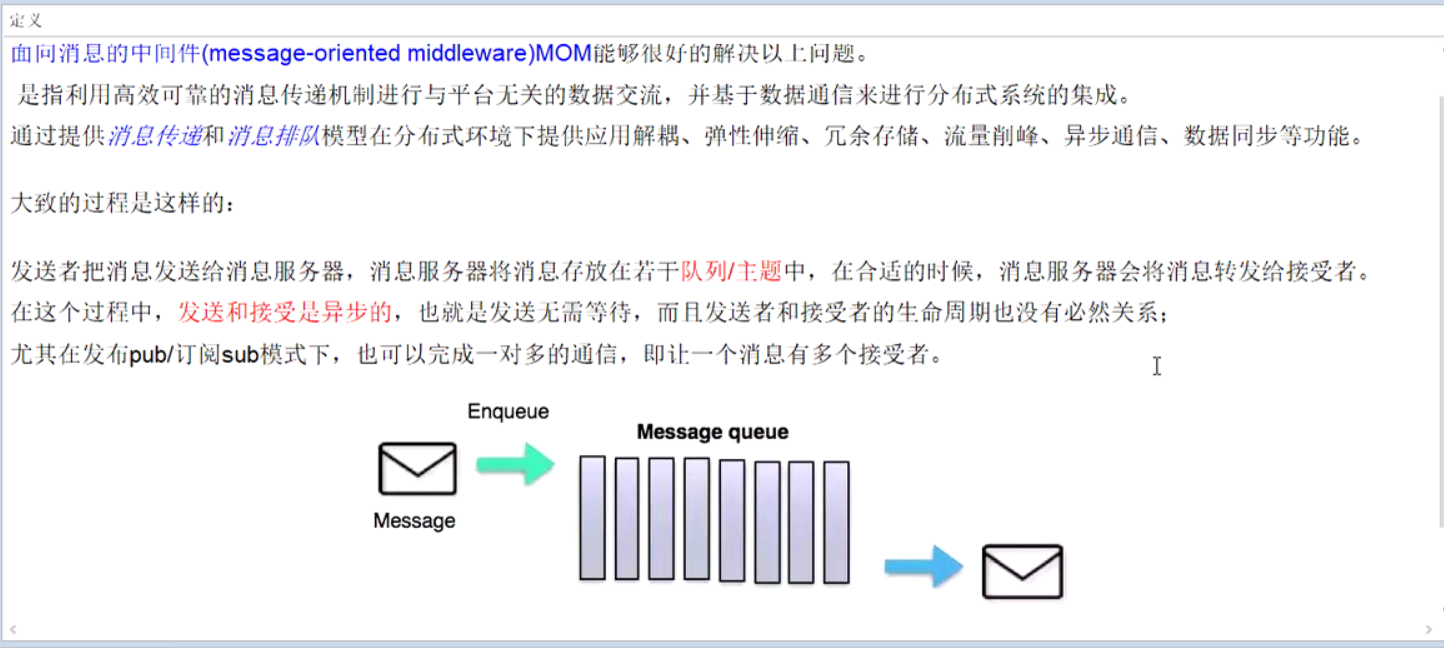 定义
面向消息的中间件(message-oriented middleware)MOM能够很好的解决以上问题。
是指利用高效可靠的消息传递机制进行与平台无关的数据交流，并基于数据通信来进行分布式系统的集成。
通过提供消息传递和消息排队模型在分布式环境下提供应用解耦、弹性伸缩、冗余存储、流量削峰、异步通信、数据同步等功能。
大致的过程是这样的：
发送者把消息发送给消息服务器，消息服务器将消息存放在若干队列/主题中，在合适的时候，消息服务器会将消息转发给接受者。
在这个过程中，发送和接受是异步的，也就是发送无需等待，而且发送者和接受者的生命周期也没有必然关系；
尤其在发布pub/订阅sub模式下，也可以完成一对多的通信，即让一个消息有多个接受者。
Enqueue
Message queue
Message